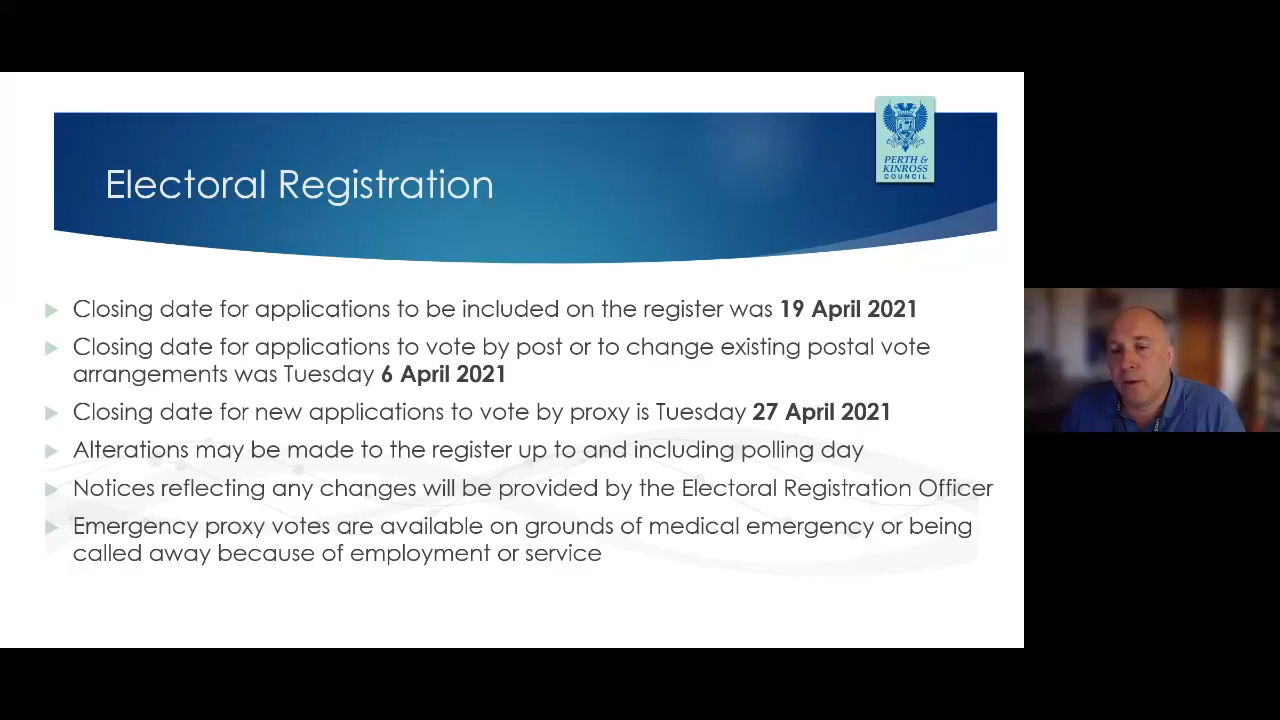 PERTH &
KINROSS
COUNCIL
Electoral Registration
Closing date for applications to be included on the register was 19 April 2021
Closing date for applications to vote by post or to change existing postal vote
arrangements was Tuesday 6 April 2021
Closing date for new applications to vote by proxy is Tuesday 27 April 2021
Alterations may be made to the register up to and including polling day
Notices reflecting any changes will be provided by the Electoral Registration Officer
Emergency proxy votes are available on grounds of medical emergency or being
called away because of employment or service